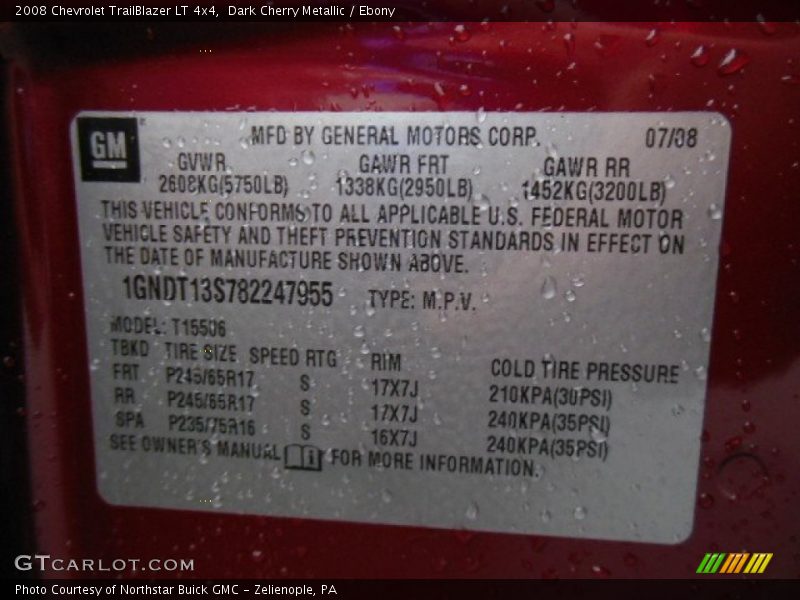 2008 Chevrolet TrailBlazer LT 4x4, Dark Cherry Metallic / Ebony
GM
MFD BY GENERAL MOTORS CORP. 07/08
GVWR GAWR FRT GAWR RR
2608KG(5750LB) 1338KG(2950LB) 1452KG(3200LB)
THIS VEHICLE CONFORMS TO ALL APPLICABLE U.S. FEDERAL MOTOR
VEHICLE SAFETY AND THEFT PREVENTION STANDARDS IN EFFECT ON
THE DATE OF MANUFACTURE SHOWN ABOVE.
1GNDT13S782247955 TYPE: M.P.V.
MODEL: T15506
TBKD TIRE SIZE SPEED RTG RIM COLD TIRE PRESSURE
FRT P245/65R17 S 17X7J 210KPA(30PSI)
RR P245/65R17 S 17X7J 240KPA(35PSI)
SPA P235/75R16 S 16X7J 240KPA(35PSI)
SEE OWNER'S MANUAL FOR MORE INFORMATION.
GTCARLOT.COM
Photo Courtesy of Northstar Buick GMC - Zelienople, PA